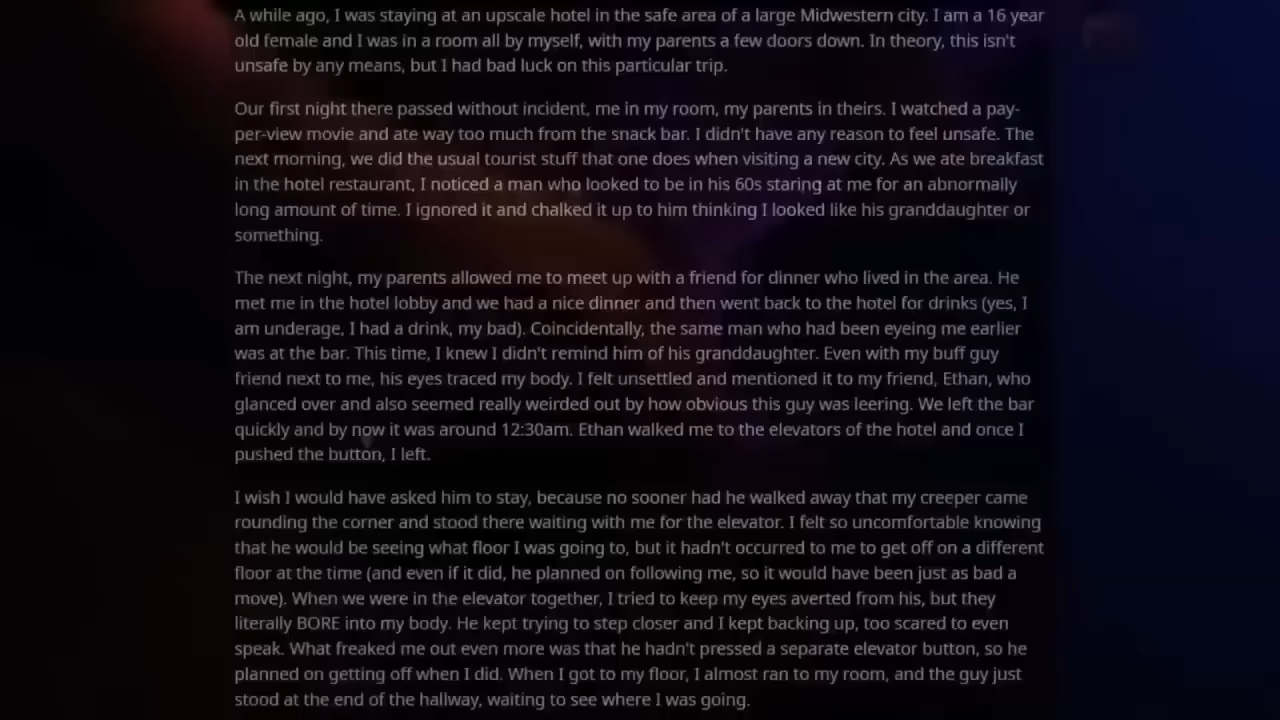 A while ago, I was staying at an upscale hotel in the safe area of a large Midwestern city. I am a 16 year
old female and I was in a room all by myself, with my parents a few doors down. In theory, this isn't
unsafe by any means, but I had bad luck on this particular trip.
Our first night there passed without incident, me in my room, my parents in theirs. I watched a pay-
per-view movie and ate way too much from the snack bar. I didn't have any reason to feel unsafe. The
next morning, we did the usual tourist stuff that one does when visiting a new city. As we ate breakfast
in the hotel restaurant, I noticed a man who looked to be in his 60s staring at me for an abnormally
long amount of time. I ignored it and chalked it up to him thinking I looked like his granddaughter or
something.
The next night, my parents allowed me to meet up with a friend for dinner who lived in the area. He
met me in the hotel lobby and we had a nice dinner and then went back to the hotel for drinks (yes, I
am underage, I had a drink, my bad). Coincidentally, the same man who had been eyeing me earlier
was at the bar. This time, I knew I didn't remind him of his granddaughter. Even with my buff guy
friend next to me, his eyes traced my body. I felt unsettled and mentioned it to my friend, Ethan, who
glanced over and also seemed really weirded out by how obvious this guy was leering. We left the bar
quickly and by now it was around 12:30am. Ethan walked me to the elevators of the hotel and once I
pushed the button, I left.
I wish I would have asked him to stay, because no sooner had he walked away that my creeper came
rounding the corner and stood there waiting with me for the elevator. I felt so uncomfortable knowing
that he would be seeing what floor I was going to, but it hadn't occurred to me to get off on a different
floor at the time (and even if it did, he planned on following me, so it would have been just as bad a
move). When we were in the elevator together, I tried to keep my eyes averted from his, but they
literally BORE into my body. He kept trying to step closer and I kept backing up, too scared to even
speak. What freaked me out even more was that he hadn't pressed a separate elevator button, so he
planned on getting off when I did. When I got to my floor, I almost ran to my room, and the guy just
stood at the end of the hallway, waiting to see where I was going.